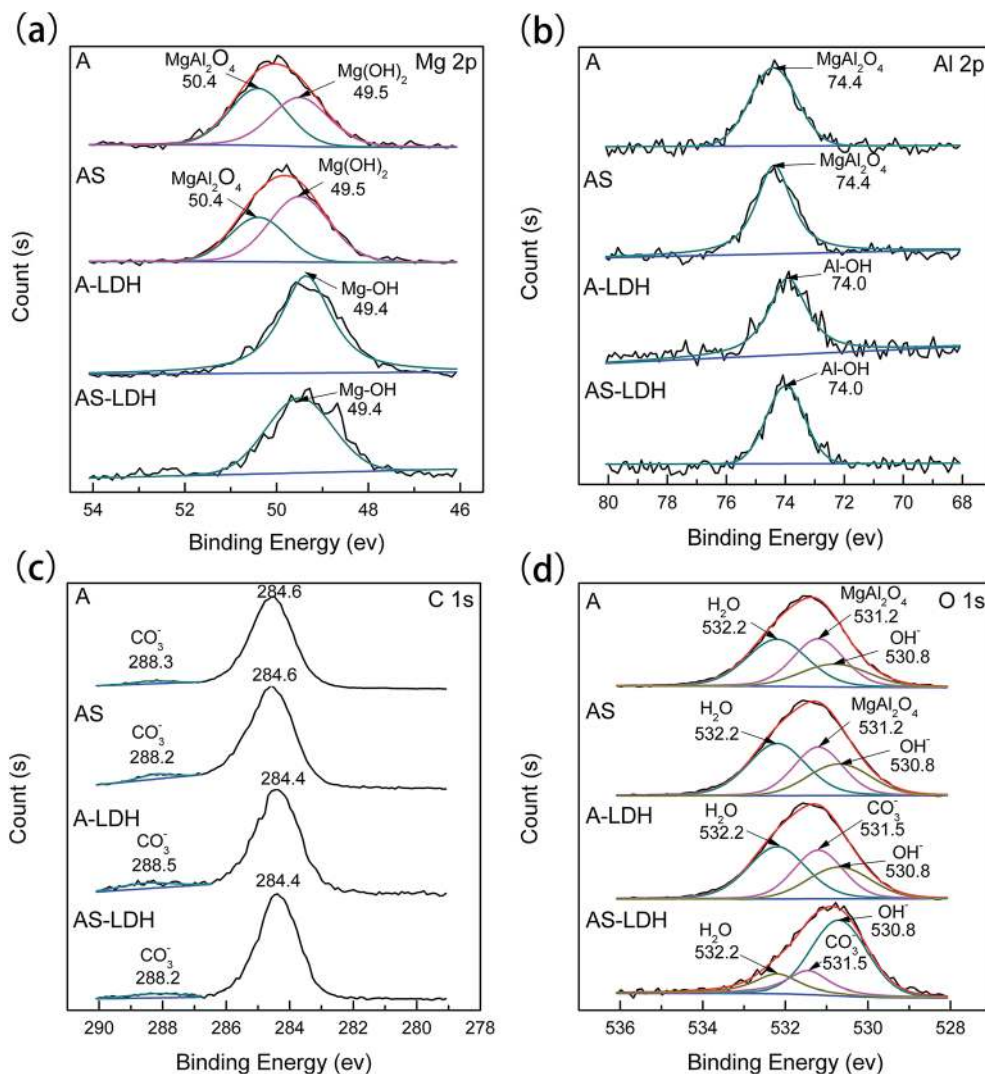 (a)
A
Mg 2p
MgAl₂O₄
50.4
Mg(OH)₂
49.5
AS
MgAl₂O₄
50.4
Mg(OH)₂
49.5
A-LDH
Mg-OH
49.4
AS-LDH
Mg-OH
49.4
Count (s)
54 52 50 48 46
Binding Energy (ev)
(b)
A
Al 2p
MgAl₂O₄
74.4
AS
MgAl₂O₄
74.4
A-LDH
Al-OH
74.0
AS-LDH
Al-OH
74.0
Count (s)
80 78 76 74 72 70 68
Binding Energy (ev)
(c)
A
C 1s
284.6
CO₃⁻
288.3
AS
284.6
CO₃⁻
288.2
A-LDH
284.4
CO₃⁻
288.5
AS-LDH
284.4
CO₃⁻
288.2
Count (s)
290 288 286 284 282 280 278
Binding Energy (ev)
(d)
A
O 1s
H₂O
532.2
MgAl₂O₄
531.2
OH⁻
530.8
AS
H₂O
532.2
MgAl₂O₄
531.2
OH⁻
530.8
A-LDH
H₂O
532.2
CO₃⁻
531.5
OH⁻
530.8
AS-LDH
H₂O
532.2
OH⁻
530.8
CO₃⁻
531.5
Count (s)
536 534 532 530 528
Binding Energy (ev)